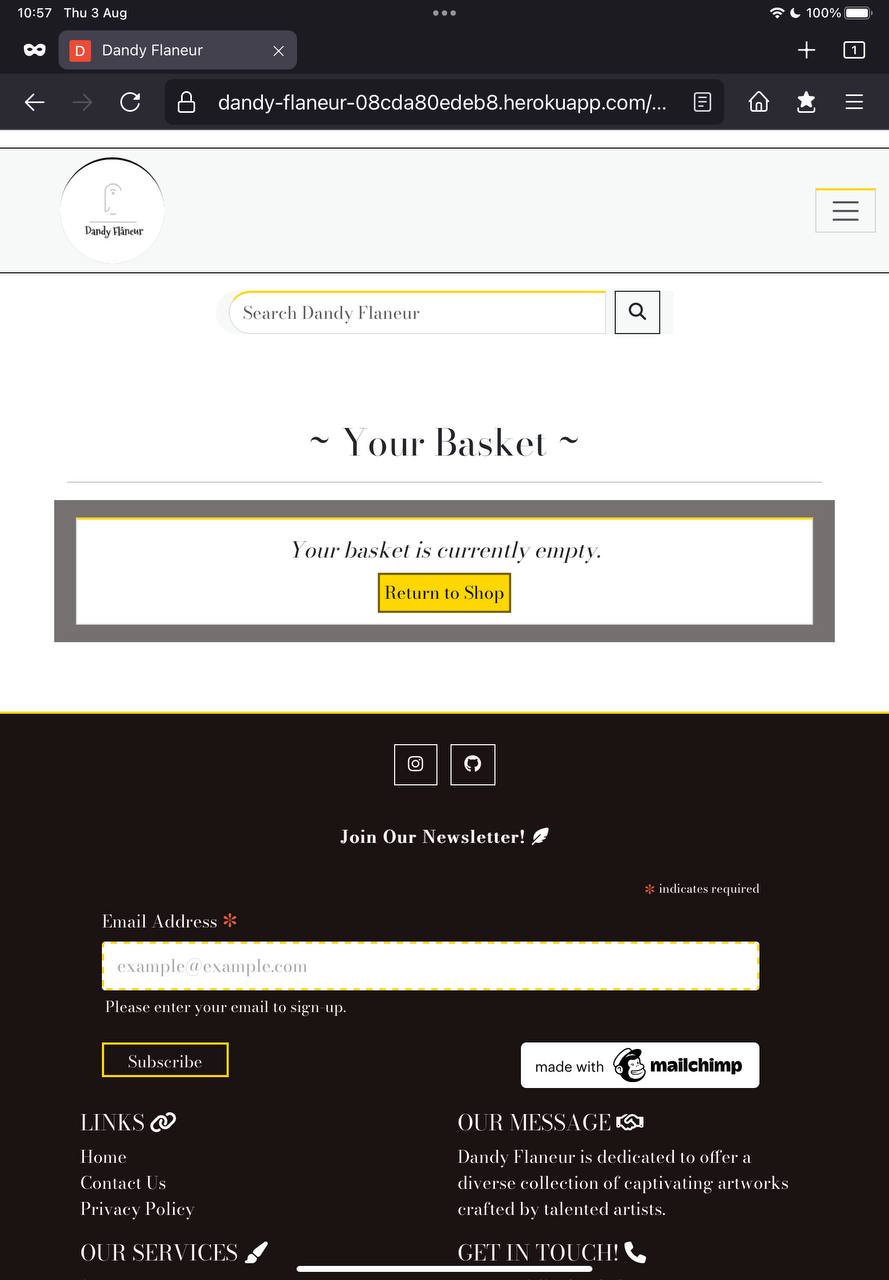 10:57 Thu 3 Aug
100%
D Dandy Flaneur
1
dandy-flaneur-08cda80edeb8.herokuapp.com/...
Dandy Flâneur
Search Dandy Flaneur
~ Your Basket ~
Your basket is currently empty.
Return to Shop
Join Our Newsletter!
* indicates required
Email Address *
example@example.com
Please enter your email to sign-up.
Subscribe
made with mailchimp
LINKS
Home
Contact Us
Privacy Policy
OUR MESSAGE
Dandy Flaneur is dedicated to offer a
diverse collection of captivating artworks
crafted by talented artists.
OUR SERVICES
GET IN TOUCH!